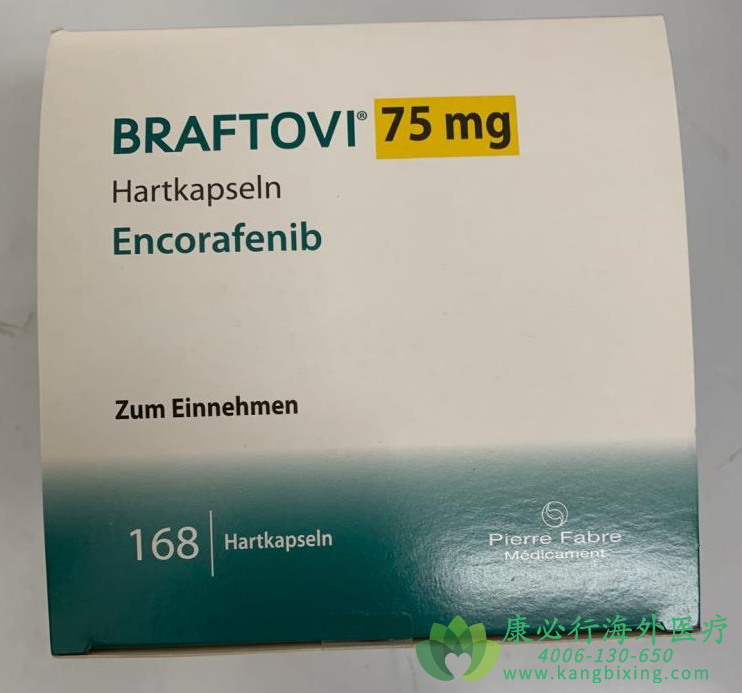 BRAFTOVI® 75 mg
Hartkapseln
Encorafenib
Zum Einnehmen
168 Hartkapseln
Pierre Fabre
Médicament
康必行海外医疗
4006-130-650
www.kangbixing.com